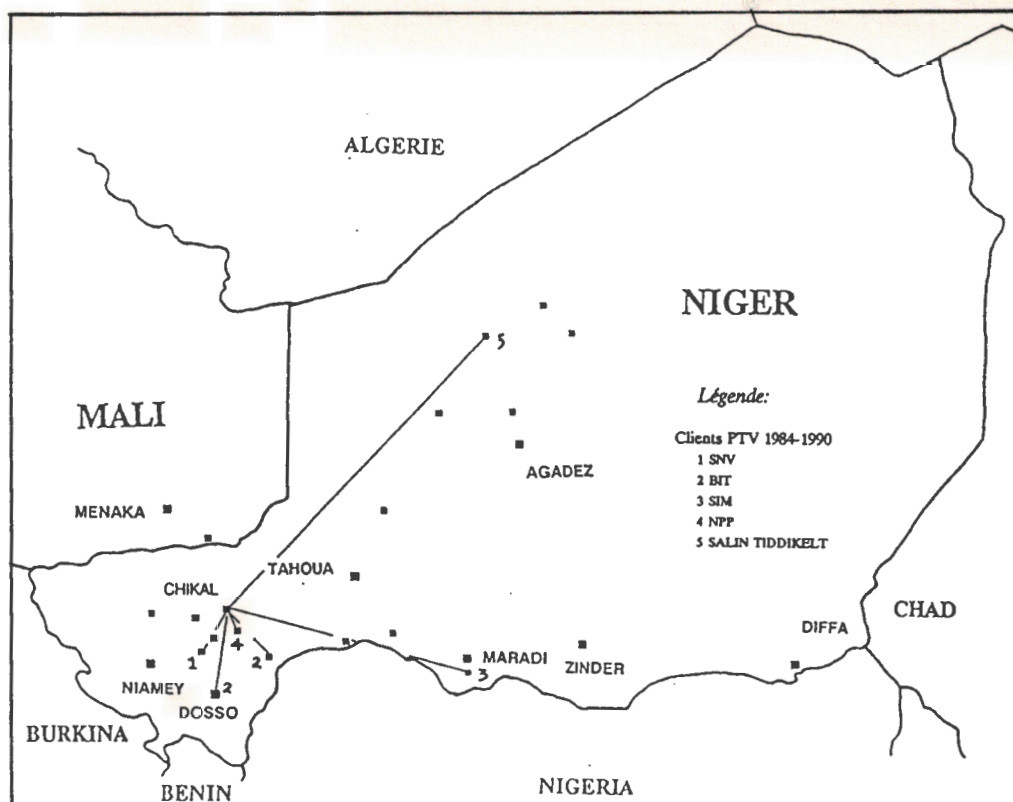 ALGERIE
NIGER
5
MALI
Légende:
Clients PTV 1984-1990
1 SNV
2 BIT
3 SIM
4 NPP
5 SALIN TIDDIKELT
AGADEZ
MENAKA
TAHOUA
CHIKAL
CHAD
DIFFA
4
1
2
MARADI
ZINDER
3
NIAMEY
2
DOSSO
BURKINA
BENIN
NIGERIA